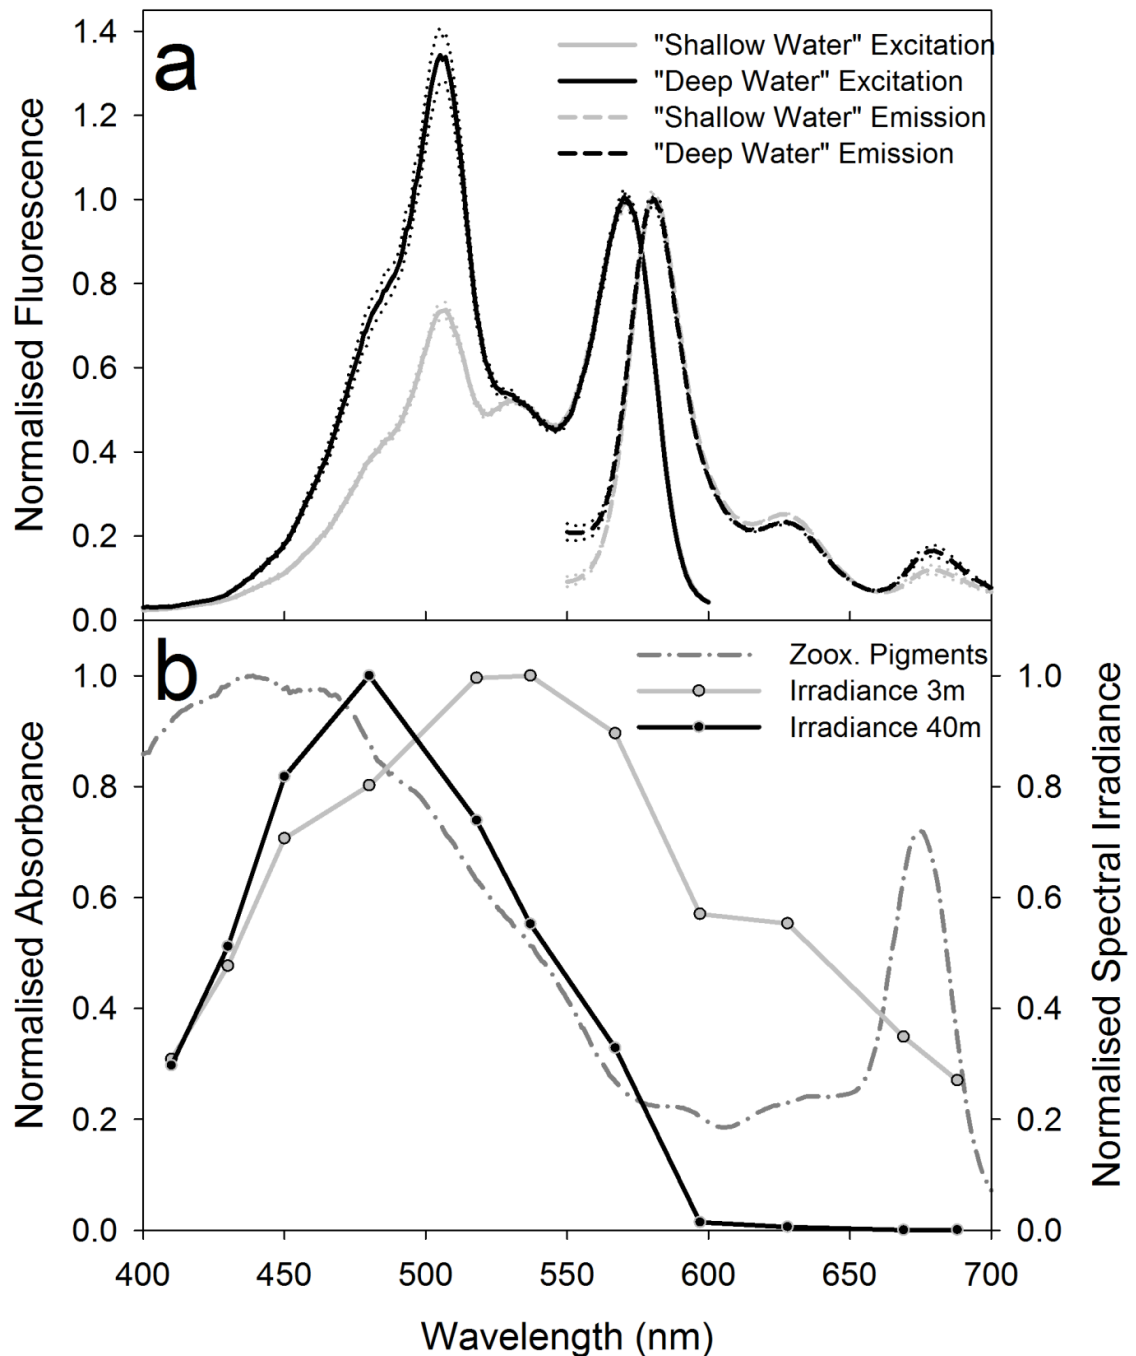 a
Normalised Fluorescence
1.4
1.2
1.0
0.8
0.6
0.4
0.2
0.0
"Shallow Water" Excitation
"Deep Water" Excitation
"Shallow Water" Emission
"Deep Water" Emission
b
Normalised Absorbance
1.0
0.8
0.6
0.4
0.2
0.0
Zoox. Pigments
Irradiance 3m
Irradiance 40m
1.0
0.8
0.6
0.4
0.2
0.0
Normalised Spectral Irradiance
400 450 500 550 600 650 700
Wavelength (nm)